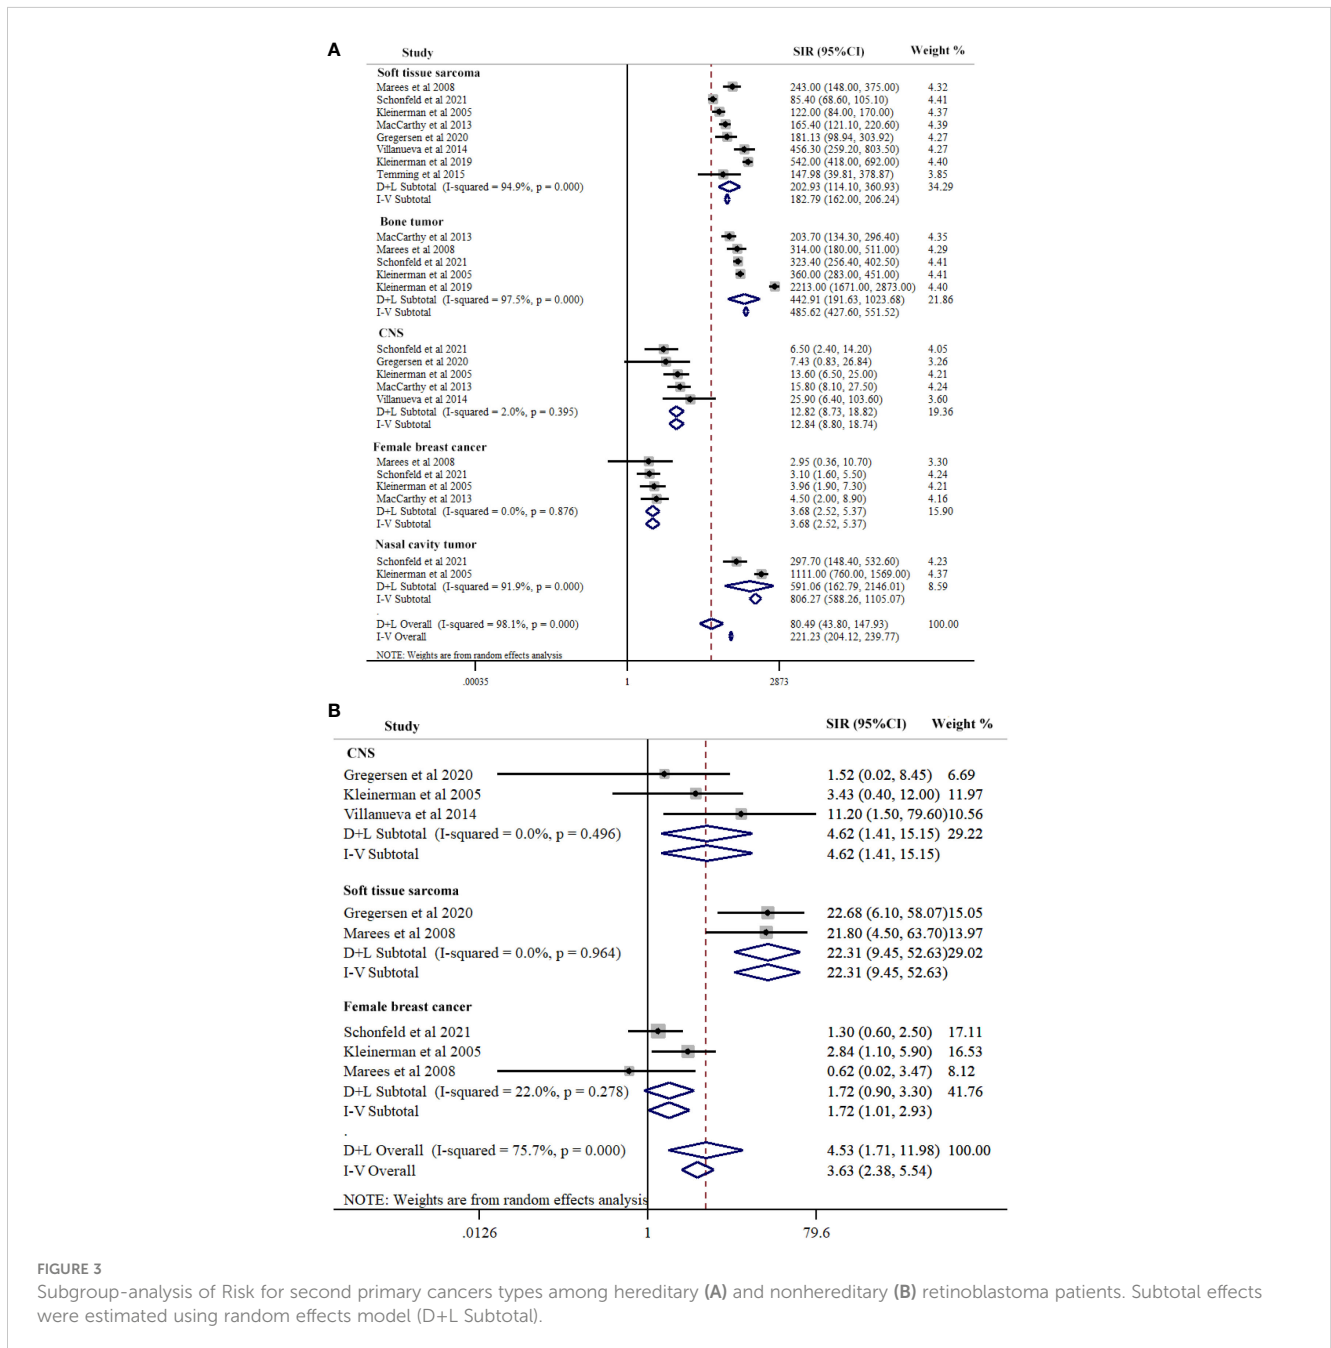 A
Study SIR (95%CI) Weight %
Soft tissue sarcoma
Marees et al 2008 243.00 (148.00, 375.00) 4.32
Schonfeld et al 2021 85.40 (68.60, 105.10) 4.41
Kleinerman et al 2005 122.00 (84.00, 170.00) 4.37
MacCarthy et al 2013 165.40 (121.10, 220.60) 4.39
Gregersen et al 2020 181.13 (98.94, 303.92) 4.27
Villanueva et al 2014 456.30 (259.20, 803.50) 4.27
Kleinerman et al 2019 542.00 (418.00, 692.00) 4.40
Temming et al 2015 147.98 (39.81, 378.87) 3.85
D+L Subtotal (I-squared = 94.9%, p = 0.000) 202.93 (114.10, 360.93) 34.29
I-V Subtotal 182.79 (162.00, 206.24)
Bone tumor
MacCarthy et al 2013 203.70 (134.30, 296.40) 4.35
Marees et al 2008 314.00 (180.00, 511.00) 4.29
Schonfeld et al 2021 323.40 (256.40, 402.50) 4.41
Kleinerman et al 2005 360.00 (283.00, 451.00) 4.41
Kleinerman et al 2019 2213.00 (1671.00, 2873.00) 4.40
D+L Subtotal (I-squared = 97.5%, p = 0.000) 442.91 (191.63, 1023.68) 21.86
I-V Subtotal 485.62 (427.60, 551.52)
CNS
Schonfeld et al 2021 6.50 (2.40, 14.20) 4.05
Gregersen et al 2020 7.43 (0.83, 26.84) 3.26
Kleinerman et al 2005 13.60 (6.50, 25.00) 4.21
MacCarthy et al 2013 15.80 (8.10, 27.50) 4.24
Villanueva et al 2014 25.90 (6.40, 103.60) 3.60
D+L Subtotal (I-squared = 2.0%, p = 0.395) 12.82 (8.73, 18.82) 19.36
I-V Subtotal 12.84 (8.80, 18.74)
Female breast cancer
Marees et al 2008 2.95 (0.36, 10.70) 3.30
Schonfeld et al 2021 3.10 (1.60, 5.50) 4.24
Kleinerman et al 2005 3.96 (1.90, 7.30) 4.21
MacCarthy et al 2013 4.50 (2.00, 8.90) 4.16
D+L Subtotal (I-squared = 0.0%, p = 0.876) 3.68 (2.52, 5.37) 15.90
I-V Subtotal 3.68 (2.52, 5.37)
Nasal cavity tumor
Schonfeld et al 2021 297.70 (148.40, 532.60) 4.23
Kleinerman et al 2005 1111.00 (760.00, 1569.00) 4.37
D+L Subtotal (I-squared = 91.9%, p = 0.000) 591.06 (162.79, 2146.01) 8.59
I-V Subtotal 806.27 (588.26, 1105.07)
.
D+L Overall (I-squared = 98.1%, p = 0.000) 80.49 (43.80, 147.93) 100.00
I-V Overall 221.23 (204.12, 239.77)
NOTE: Weights are from random effects analysis
.00035 1 2873
B
Study SIR (95%CI) Weight %
CNS
Gregersen et al 2020 1.52 (0.02, 8.45) 6.69
Kleinerman et al 2005 3.43 (0.40, 12.00) 11.97
Villanueva et al 2014 11.20 (1.50, 79.60)10.56
D+L Subtotal (I-squared = 0.0%, p = 0.496) 4.62 (1.41, 15.15) 29.22
I-V Subtotal 4.62 (1.41, 15.15)
Soft tissue sarcoma
Gregersen et al 2020 22.68 (6.10, 58.07)15.05
Marees et al 2008 21.80 (4.50, 63.70)13.97
D+L Subtotal (I-squared = 0.0%, p = 0.964) 22.31 (9.45, 52.63)29.02
I-V Subtotal 22.31 (9.45, 52.63)
Female breast cancer
Schonfeld et al 2021 1.30 (0.60, 2.50) 17.11
Kleinerman et al 2005 2.84 (1.10, 5.90) 16.53
Marees et al 2008 0.62 (0.02, 3.47) 8.12
D+L Subtotal (I-squared = 22.0%, p = 0.278) 1.72 (0.90, 3.30) 41.76
I-V Subtotal 1.72 (1.01, 2.93)
.
D+L Overall (I-squared = 75.7%, p = 0.000) 4.53 (1.71, 11.98) 100.00
I-V Overall 3.63 (2.38, 5.54)
NOTE: Weights are from random effects analysis
.0126 1 79.6
FIGURE 3
Subgroup-analysis of Risk for second primary cancers types among hereditary (A) and nonhereditary (B) retinoblastoma patients. Subtotal effects
were estimated using random effects model (D+L Subtotal).